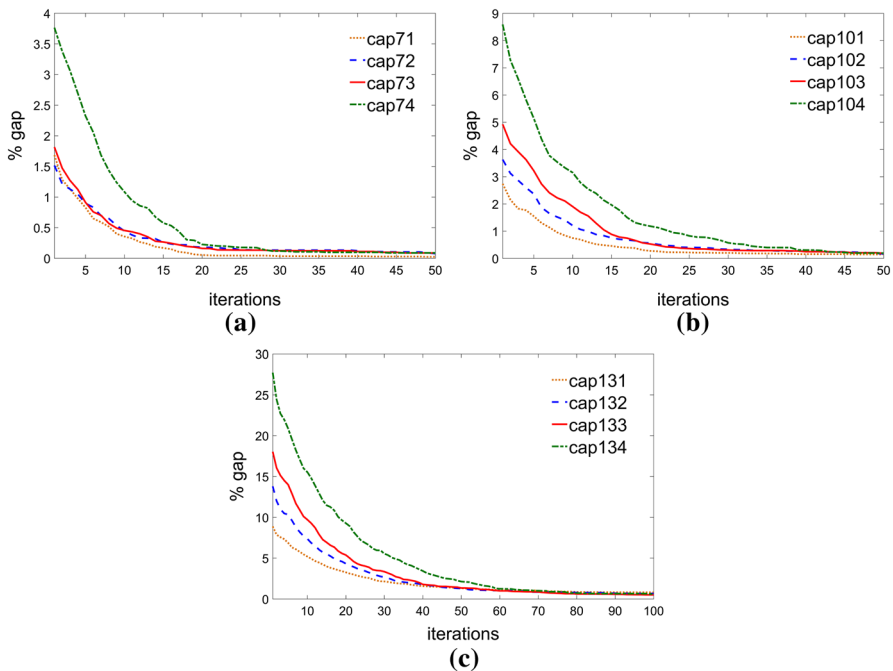 4
3.5
3
2.5
2
1.5
1
0.5
0
% gap
cap71
cap72
cap73
cap74
5 10 15 20 25 30 35 40 45 50
iterations
(a)
9
8
7
6
5
4
3
2
1
0
% gap
cap101
cap102
cap103
cap104
5 10 15 20 25 30 35 40 45 50
iterations
(b)
30
25
20
15
10
5
0
% gap
cap131
cap132
cap133
cap134
10 20 30 40 50 60 70 80 90 100
iterations
(c)